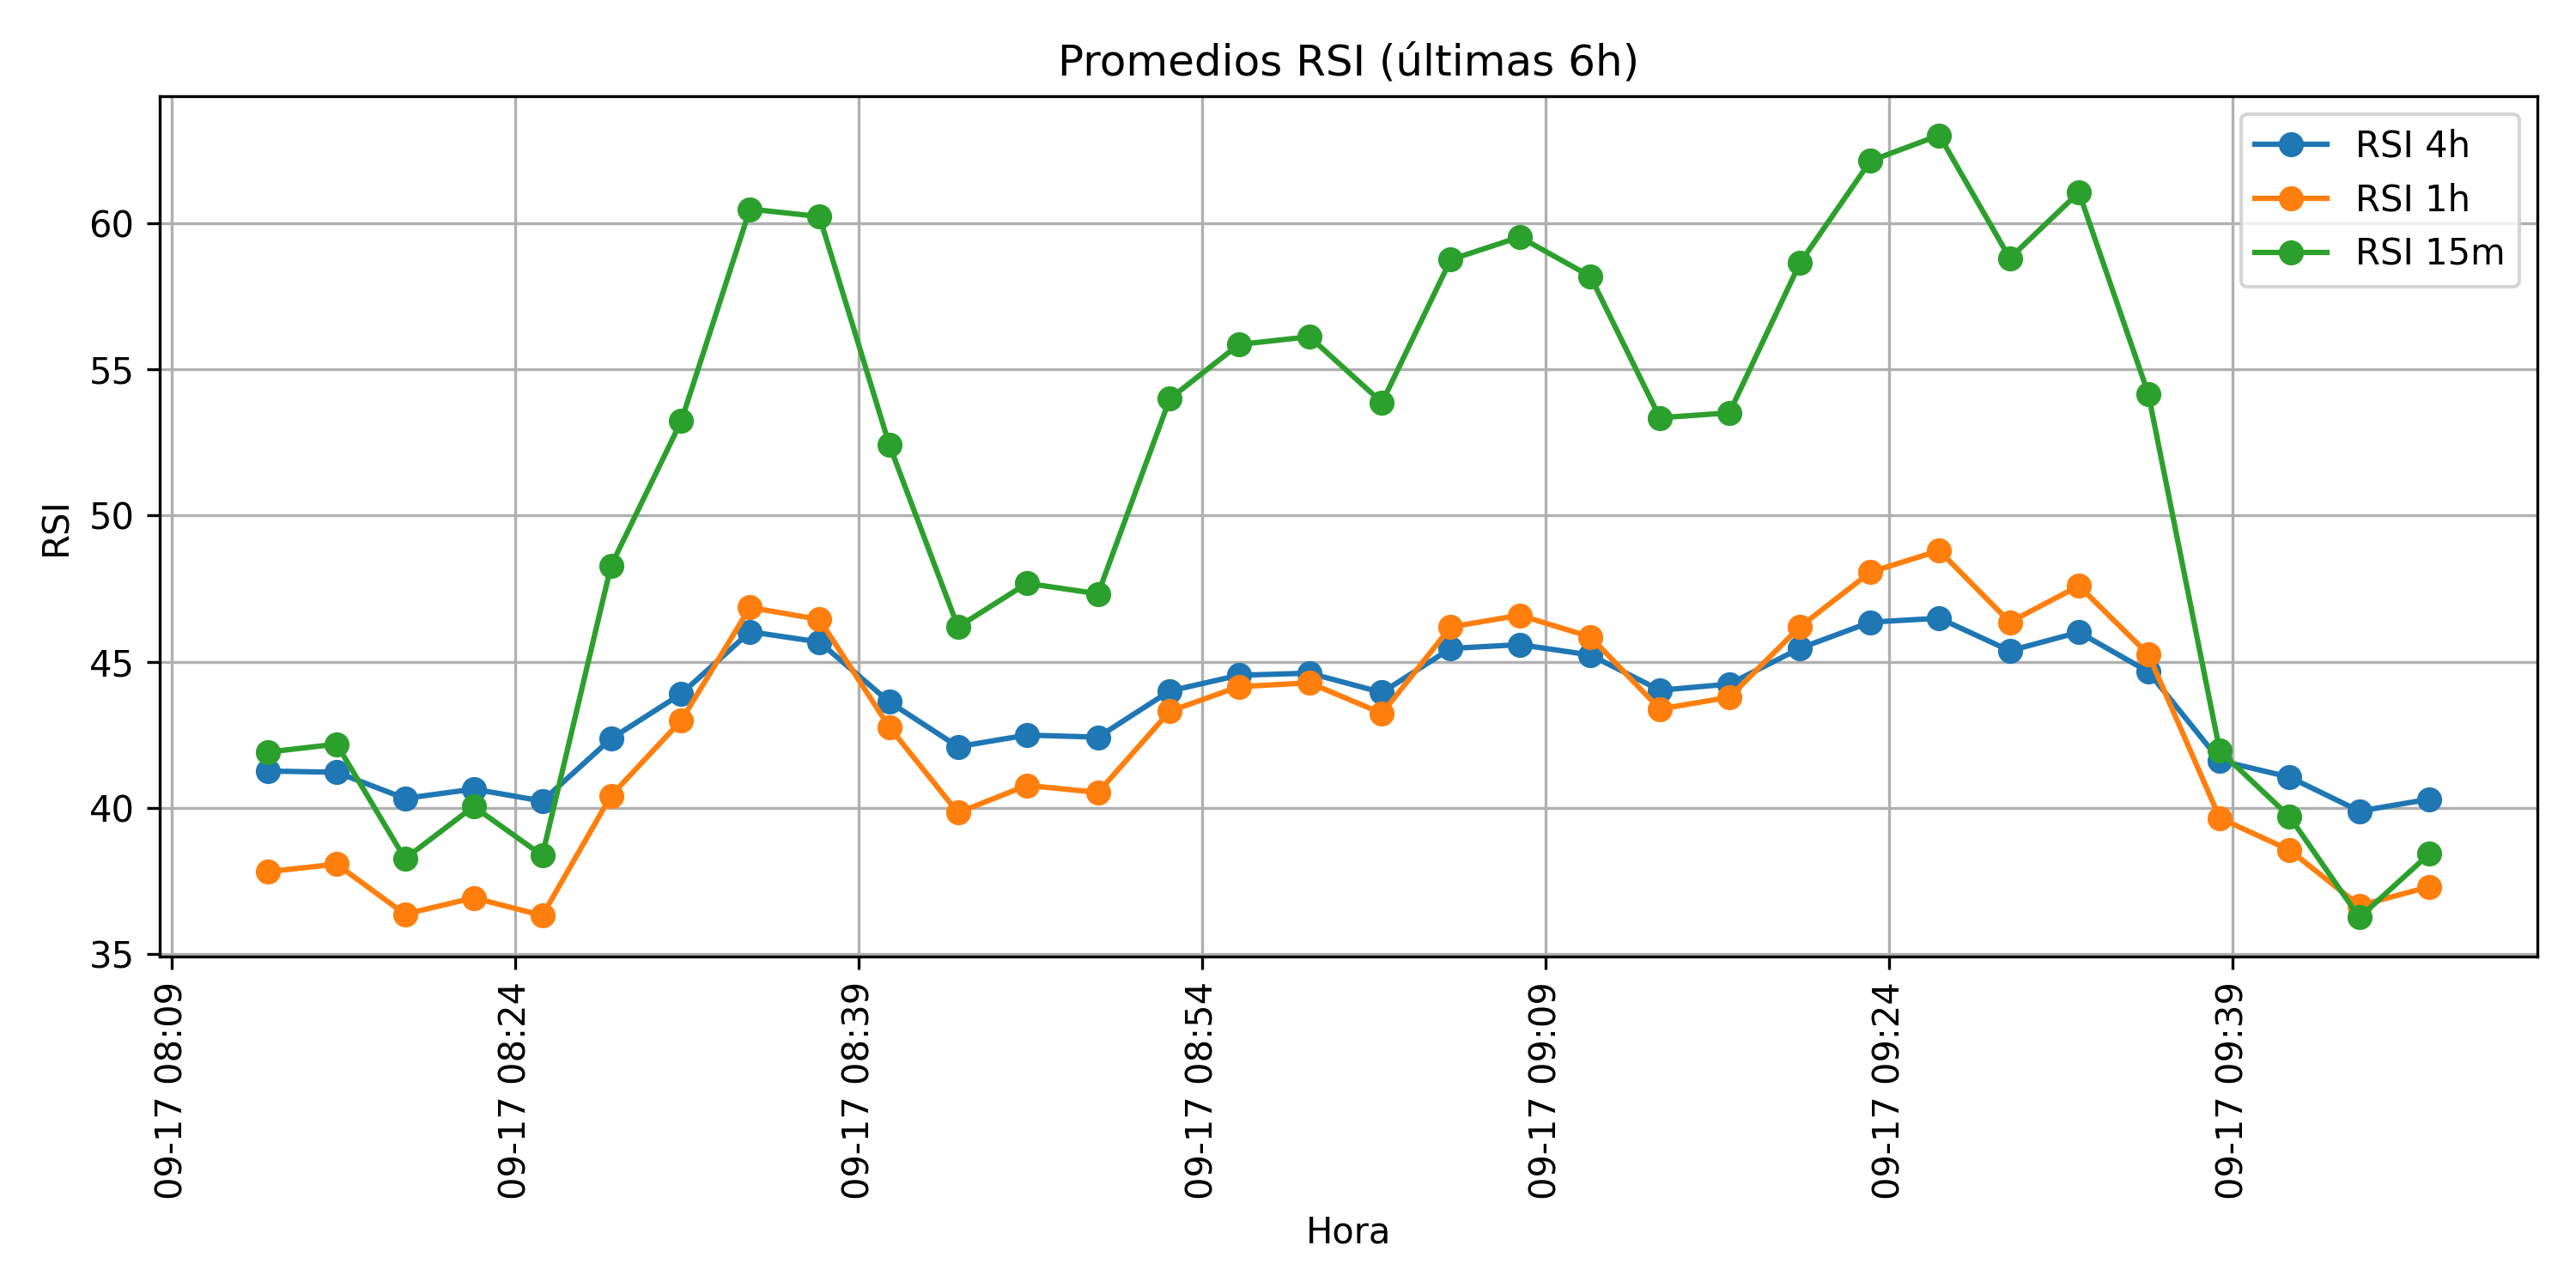 Promedios RSI (últimas 6h)
RSI 4h
RSI 1h
RSI 15m
RSI
60
55
50
45
40
35
09-17 08:09
09-17 08:24
09-17 08:39
09-17 08:54
09-17 09:09
09-17 09:24
09-17 09:39
Hora